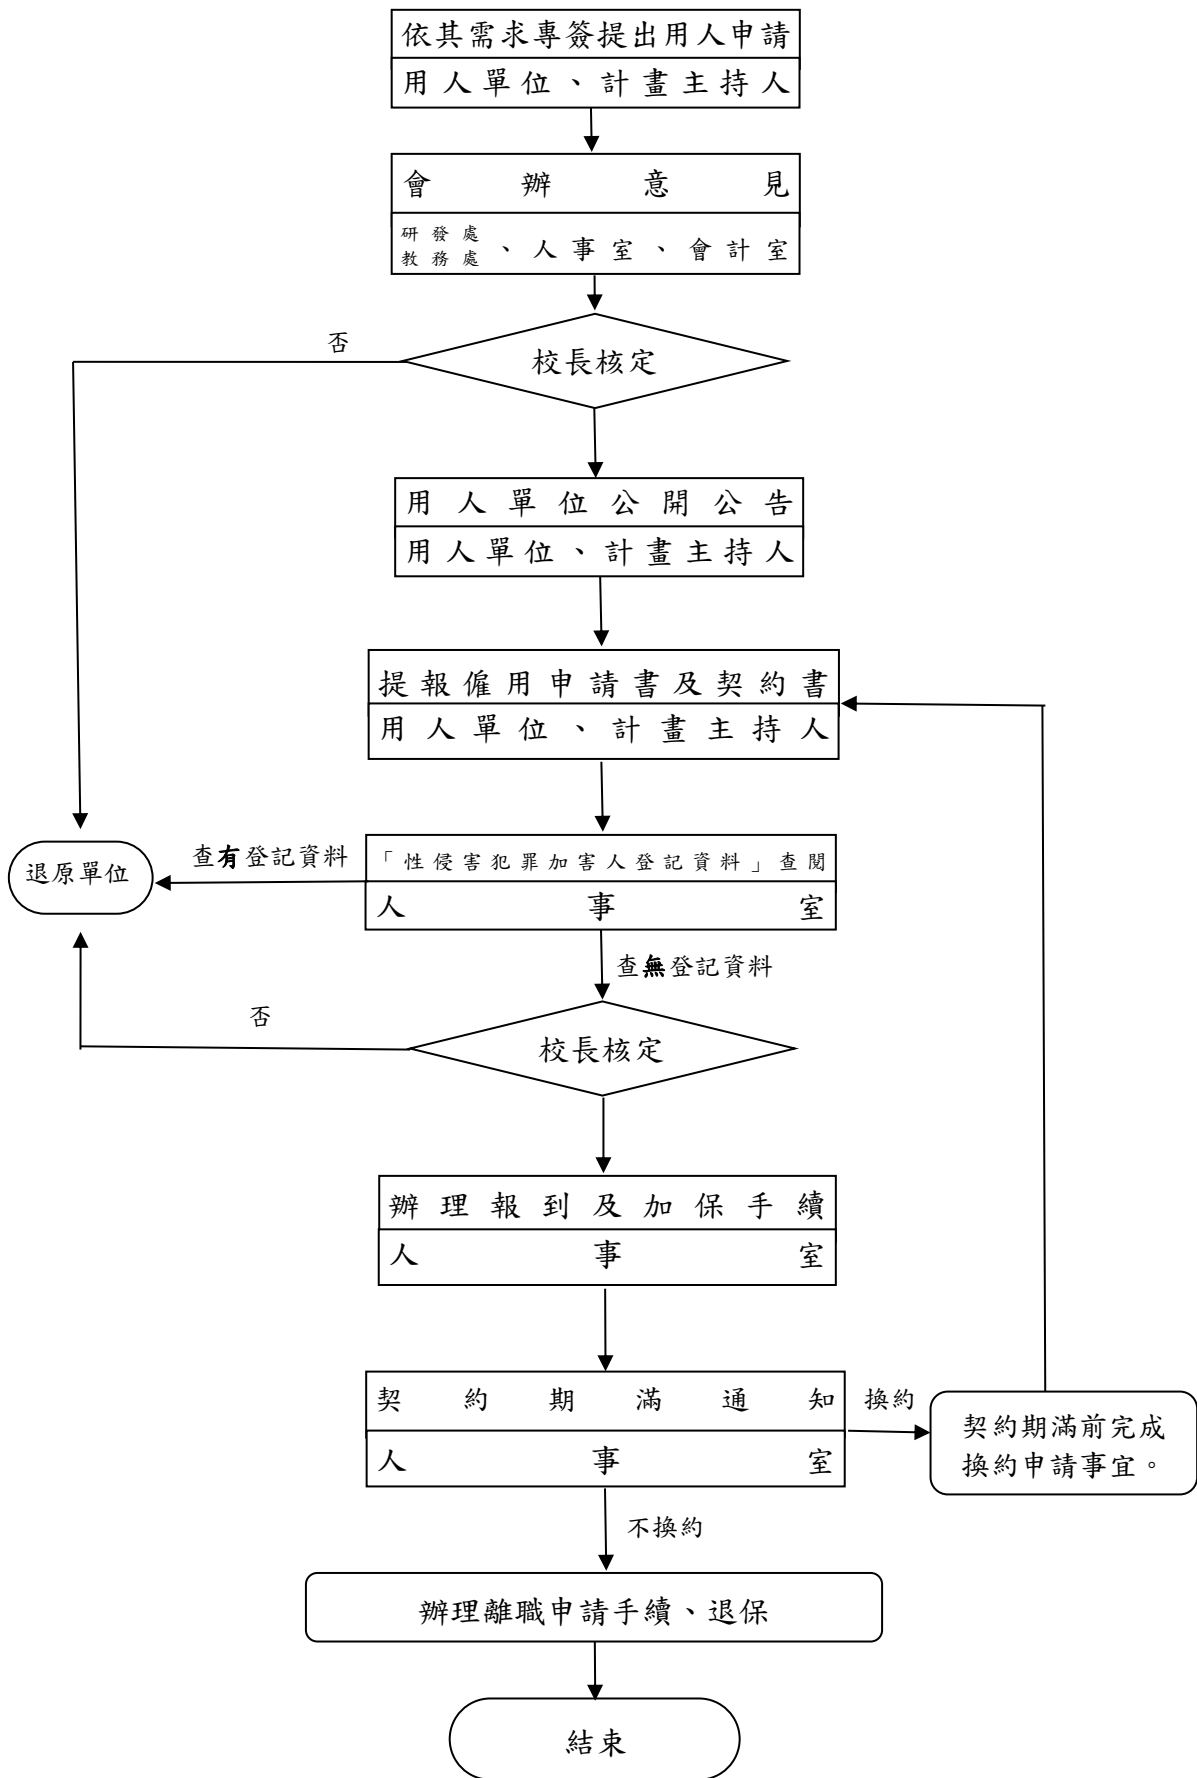 依其需求專簽提出用人申請
用人單位、計畫主持人
會辦意見
研發處
教務處
、人事室、會計室
否
校長核定
用人單位公開公告
用人單位、計畫主持人
提報僱用申請書及契約書
用人單位、計畫主持人
退原單位
查有登記資料
「性侵害犯罪加害人登記資料」查閱
人事室
查無登記資料
否
校長核定
辦理報到及加保手續
人事室
契約期滿通知
人事室
換約
契約期滿前完成
換約申請事宜。
不換約
辦理離職申請手續、退保
結束